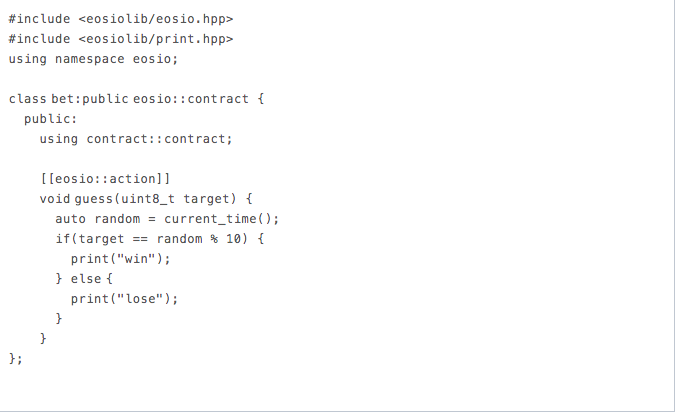 #include <eosiolib/eosio.hpp>
#include <eosiolib/print.hpp>
using namespace eosio;

class bet:public eosio::contract {
  public:
    using contract::contract;

    [[eosio::action]]
    void guess(uint8_t target) {
      auto random = current_time();
      if(target == random % 10) {
        print("win");
      } else {
        print("lose");
      }
    }
};